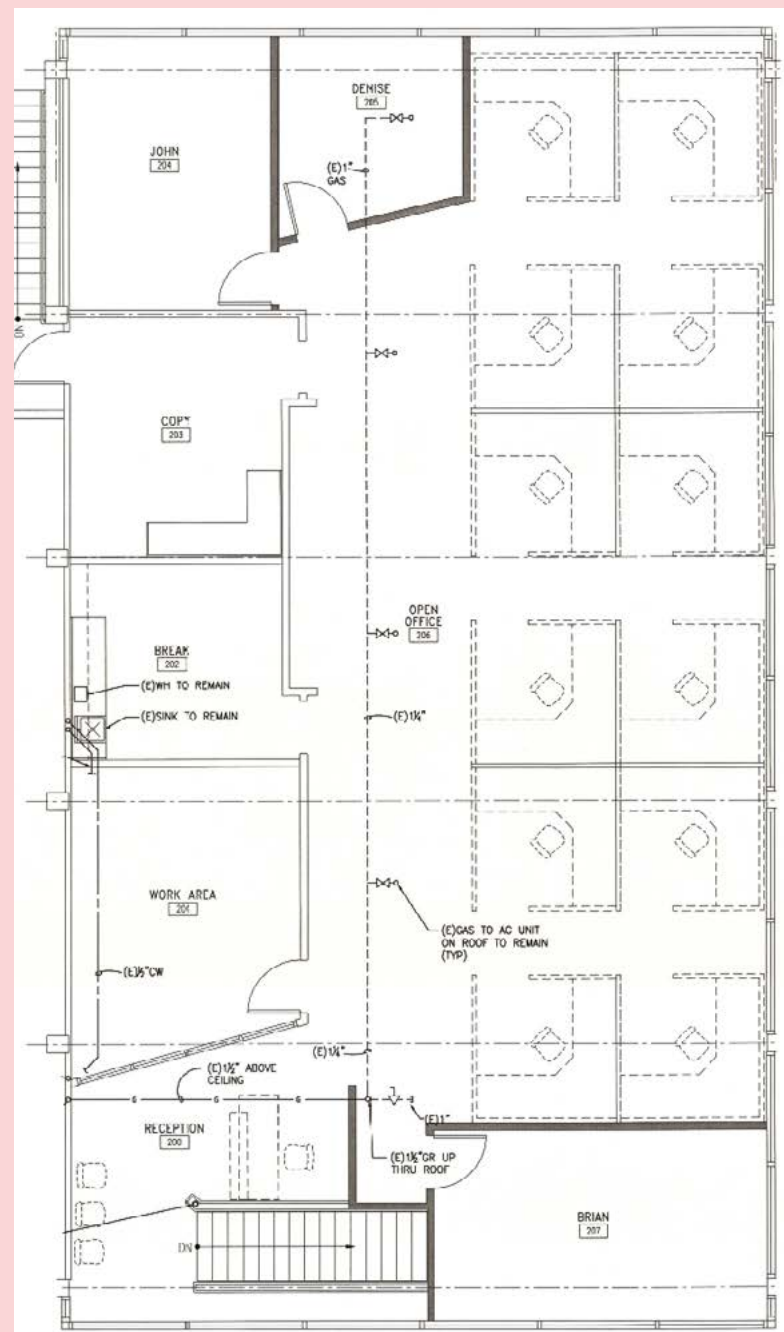 DENISE
205
JOHN
204
(E)1"
GAS
DN
COPY
203
OPEN
OFFICE
206
BREAK
202
(E)WH TO REMAIN
(E)SINK TO REMAIN
(E)1¼"
WORK AREA
201
(E)GAS TO AC UNIT
ON ROOF TO REMAIN
(TYP)
(E)½"CW
(E)1¼"
(E)1½" ABOVE
CEILING
G G G G
(E)1"
RECEPTION
200
(E)1½"GR UP
THRU ROOF
BRIAN
207
DN